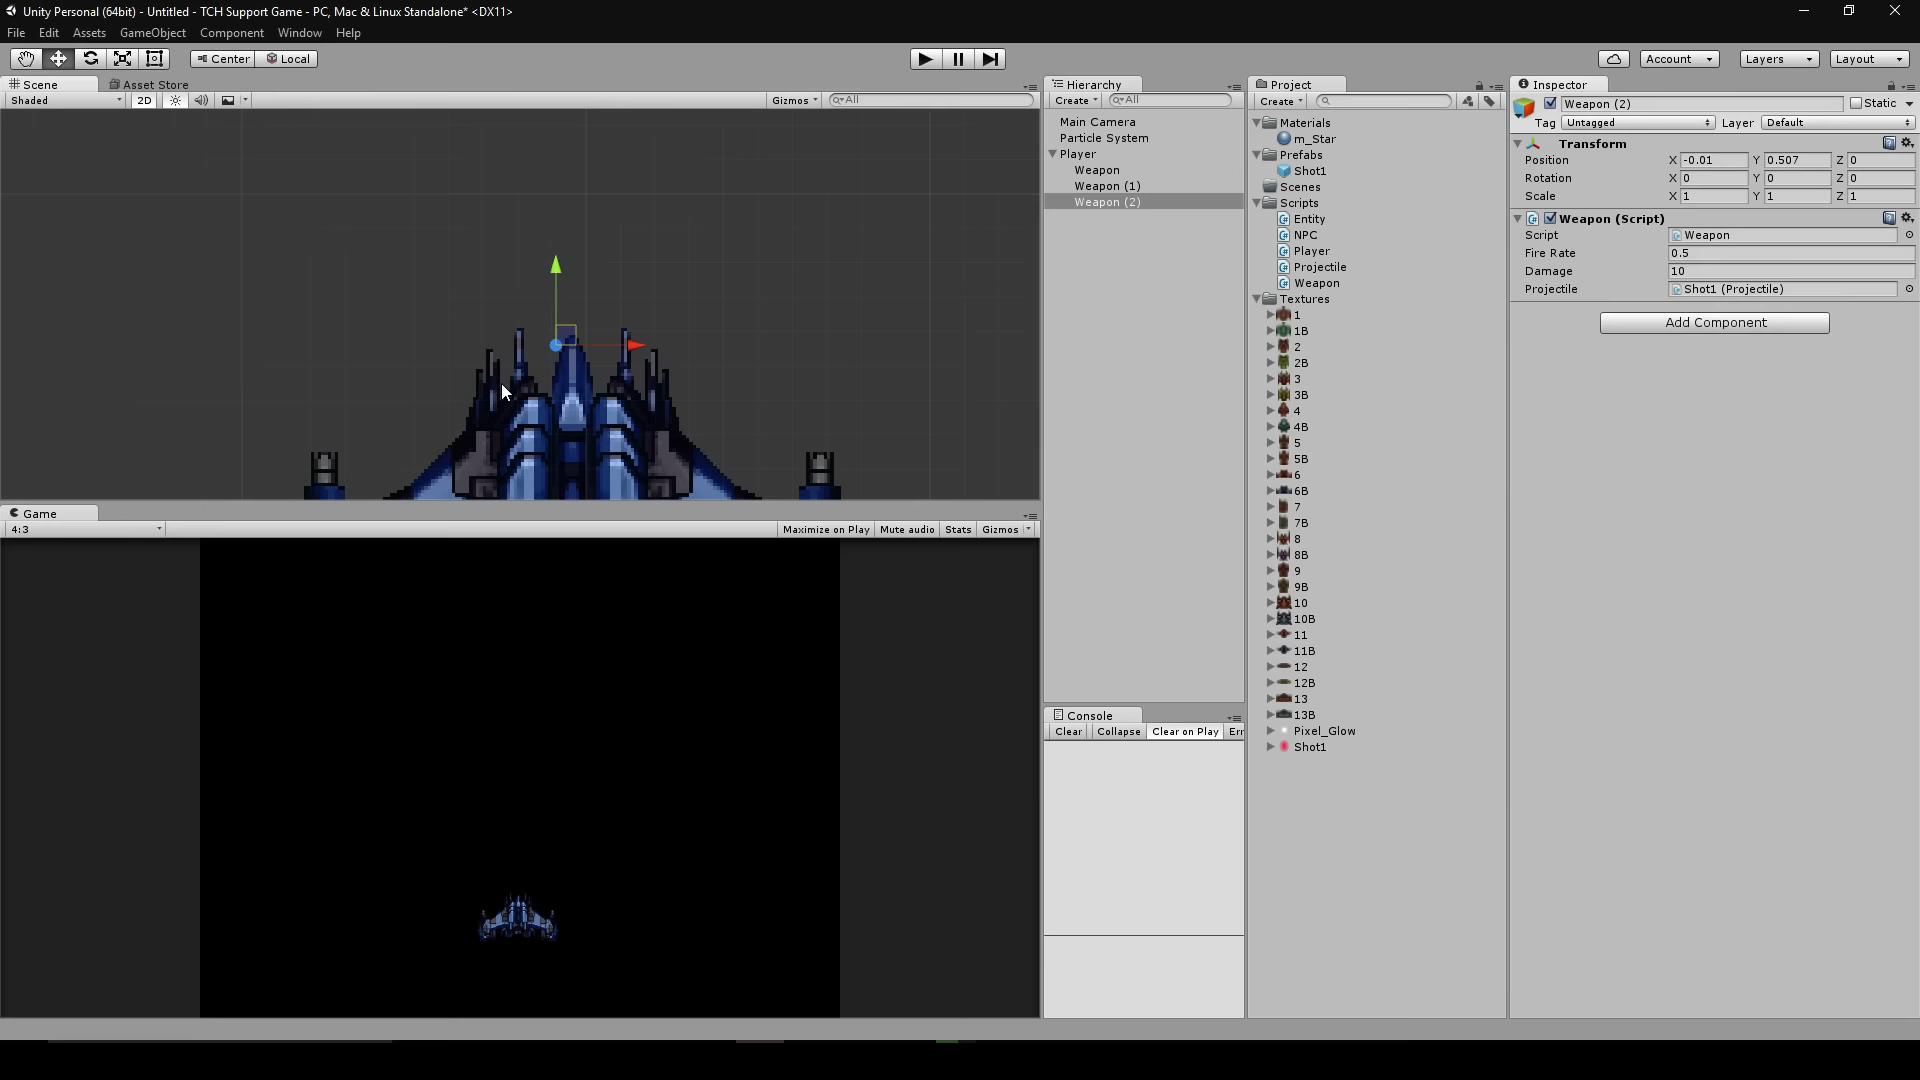 Unity Personal (64bit) - Untitled - TCH Support Game - PC, Mac & Linux Standalone* <DX11>
File Edit Assets GameObject Component Window Help
Center Local Account Layers Layout
Scene Asset Store
Shaded 2D Gizmos All
Game
4:3 Maximize on Play Mute audio Stats Gizmos
Hierarchy
Create All
Main Camera
Particle System
Player
Weapon
Weapon (1)
Weapon (2)
Console
Clear Collapse Clear on Play Err
Project
Create
Materials
m_Star
Prefabs
Shot1
Scenes
Scripts
Entity
NPC
Player
Projectile
Weapon
Textures
1
1B
2
2B
3
3B
4
4B
5
5B
6
6B
7
7B
8
8B
9
9B
10
10B
11
11B
12
12B
13
13B
Pixel_Glow
Shot1
Inspector
Weapon (2) Static
Tag Untagged Layer Default
Transform
Position X -0.01 Y 0.507 Z 0
Rotation X 0 Y 0 Z 0
Scale X 1 Y 1 Z 1
Weapon (Script)
Script Weapon
Fire Rate 0.5
Damage 10
Projectile Shot1 (Projectile)
Add Component